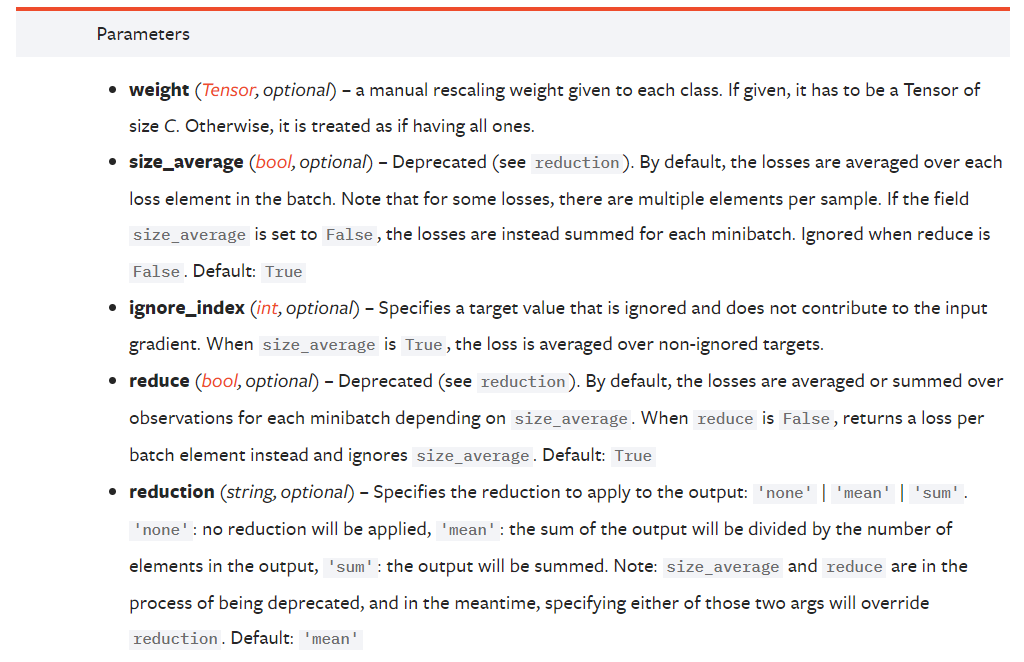 Parameters
• weight (Tensor, optional) – a manual rescaling weight given to each class. If given, it has to be a Tensor of
size C. Otherwise, it is treated as if having all ones.
• size_average (bool, optional) – Deprecated (see reduction). By default, the losses are averaged over each
loss element in the batch. Note that for some losses, there are multiple elements per sample. If the field
size_average is set to False, the losses are instead summed for each minibatch. Ignored when reduce is
False. Default: True
• ignore_index (int, optional) – Specifies a target value that is ignored and does not contribute to the input
gradient. When size_average is True, the loss is averaged over non-ignored targets.
• reduce (bool, optional) – Deprecated (see reduction). By default, the losses are averaged or summed over
observations for each minibatch depending on size_average. When reduce is False, returns a loss per
batch element instead and ignores size_average. Default: True
• reduction (string, optional) – Specifies the reduction to apply to the output: 'none' | 'mean' | 'sum'.
'none': no reduction will be applied, 'mean': the sum of the output will be divided by the number of
elements in the output, 'sum': the output will be summed. Note: size_average and reduce are in the
process of being deprecated, and in the meantime, specifying either of those two args will override
reduction. Default: 'mean'